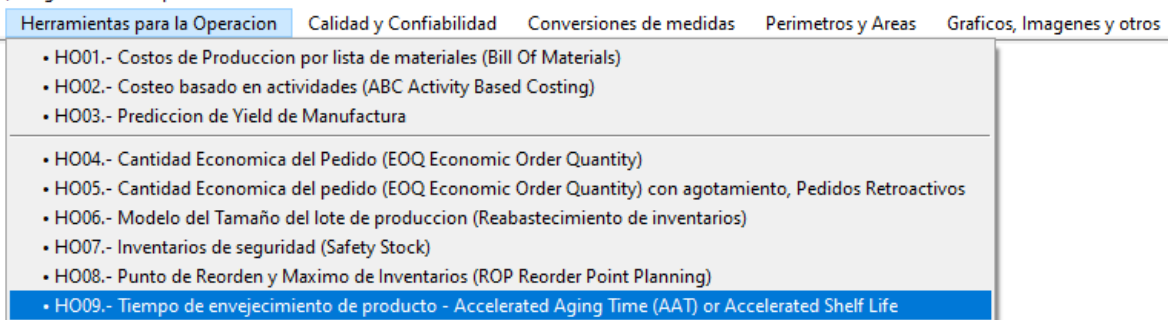 Herramientas para la Operacion Calidad y Confiabilidad Conversiones de medidas Perimetros y Areas Graficos, Imagenes y otros
• HO01.- Costos de Produccion por lista de materiales (Bill Of Materials)
• HO02.- Costeo basado en actividades (ABC Activity Based Costing)
• HO03.- Prediccion de Yield de Manufactura
• HO04.- Cantidad Economica del Pedido (EOQ Economic Order Quantity)
• HO05.- Cantidad Economica del pedido (EOQ Economic Order Quantity) con agotamiento, Pedidos Retroactivos
• HO06.- Modelo del Tamaño del lote de produccion (Reabastecimiento de inventarios)
• HO07.- Inventarios de seguridad (Safety Stock)
• HO08.- Punto de Reorden y Maximo de Inventarios (ROP Reorder Point Planning)
• HO09.- Tiempo de envejecimiento de producto - Accelerated Aging Time (AAT) or Accelerated Shelf Life